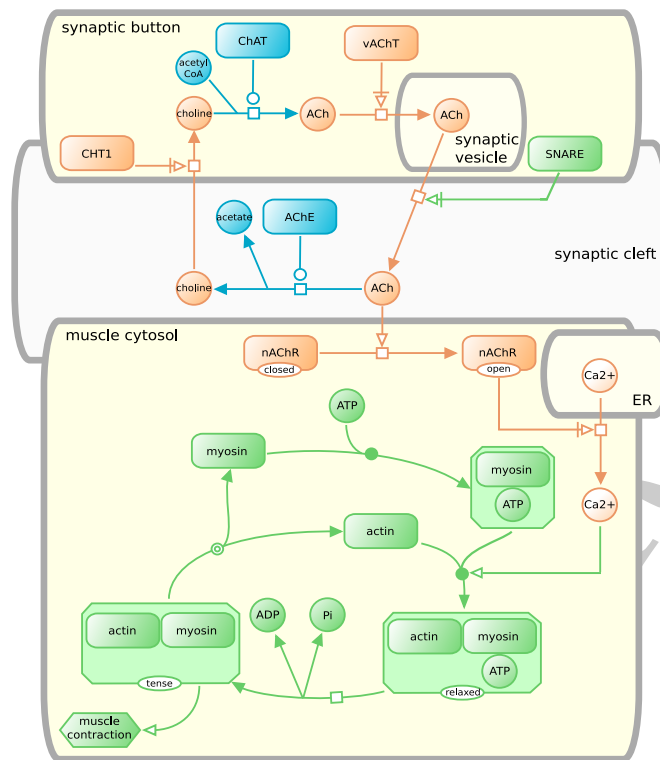 synaptic button
ChAT
vAChT
acetyl
CoA
choline
ACh
ACh
synaptic
vesicle
CHT1
SNARE
acetate
AChE
synaptic cleft
choline
ACh
muscle cytosol
nAChR
closed
nAChR
open
Ca2+
ER
ATP
myosin
myosin
ATP
Ca2+
actin
ADP
Pi
actin
myosin
tense
actin
myosin
ATP
relaxed
muscle
contraction